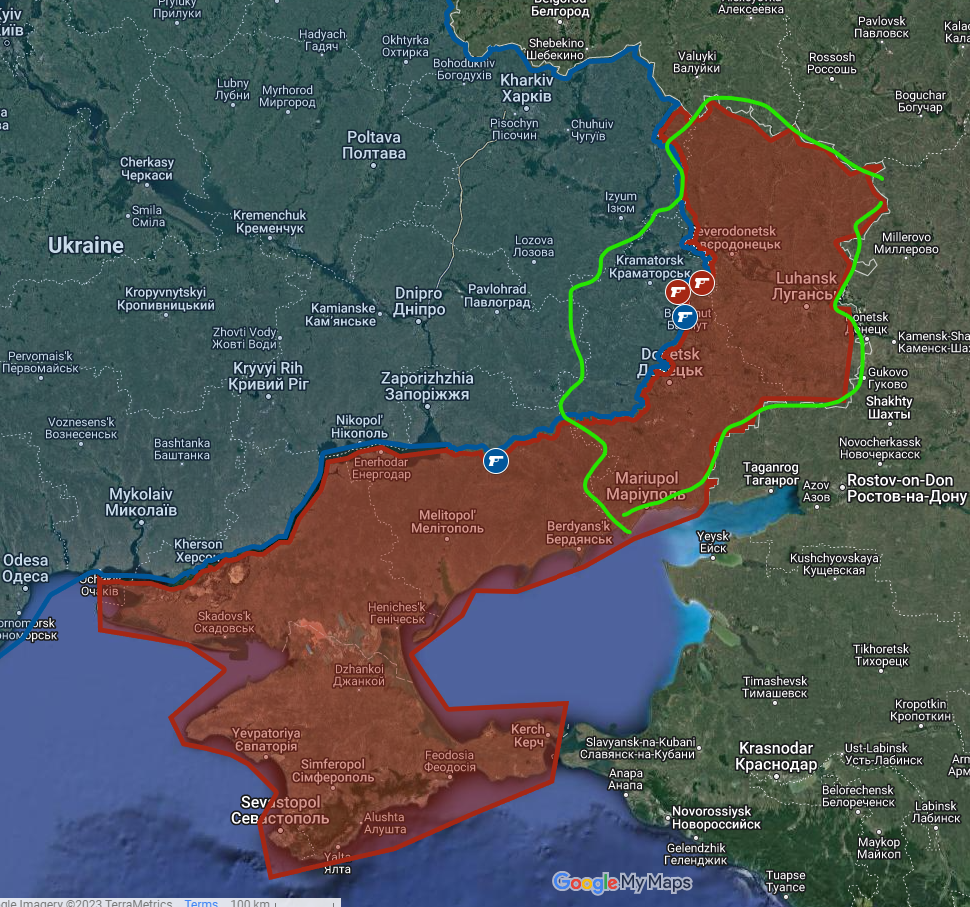 Pryluky
Прилуки
Kyiv
Київ
Hadyach
Гадяч
Okhtyrka
Охтирка
Belgorod
Белгород
Alekseevka
Алексеевка
Pavlovsk
Павловск
Shebekino
Шебекино
Bohodukhiv
Богодухів
Valuyki
Валуйки
Rossosh
Россошь
Lubny
Лубни
Myrhorod
Миргород
Kharkiv
Харків
Boguchar
Богучар
Pisochyn
Пісочин
Chuhuiv
Чугуїв
Poltava
Полтава
Cherkasy
Черкаси
Izyum
Ізюм
Smila
Сміла
Kremenchuk
Кременчук
Ukraine
Lozova
Лозова
everodonetsk
євєродонецьк
Millerovo
Миллерово
Kramatorsk
Краматорськ
Luhansk
Луганськ
Kropyvnytskyi
Кропивницький
Kamianske
Кам'янське
Dnipro
Дніпро
Pavlohrad
Павлоград
Zhovti Vody
Жовті Води
onetsk
Донецк
Kamensk-Sha
Каменск-Шах
Pervomais'k
Первомайськ
Kryvyi Rih
Кривий Ріг
Zaporizhzhia
Запоріжжя
Donetsk
Донецьк
Gukovo
Гуково
Shakhty
Шахты
Voznesens'k
Вознесенськ
Nikopol'
Нікополь
Bashtanka
Баштанка
Enerhodar
Енергодар
Novocherkassk
Новочеркасск
Mykolaiv
Миколаїв
Mariupol
Маріуполь
Taganrog
Таганрог
Azov
Азов
Rostov-on-Don
Ростов-на-Дону
Melitopol'
Мелітополь
Berdyans'k
Бердянськ
Kherson
Херсон
Yeysk
Ейск
Odesa
Одеса
Ochakiv
Очаків
Kushchyovskaya
Кущевская
Skadovs'k
Скадовськ
Heniches'k
Генічеськ
ornomorsk
орноморськ
Tikhoretsk
Тихорецк
Dzhankoi
Джанкой
Timashevsk
Тимашевск
Kropotkin
Кропоткин
Yevpatoriya
Євпаторія
Kerch
Керч
Slavyansk-na-Kubani
Славянск-на-Кубани
Krasnodar
Краснодар
Ust-Labinsk
Усть-Лабинск
Simferopol
Сімферополь
Feodosia
Феодосія
Anapa
Анапа
Belorechensk
Белореченск
Sevastopol
Севастополь
Alushta
Алушта
Novorossiysk
Новороссийск
Labinsk
Лабинск
Gelendzhik
Геленджик
Maykop
Майкоп
Yalta
Ялта
Tuapse
Туапсе
Google My Maps
gle Imagery ©2023 TerraMetrics Terms 100 km